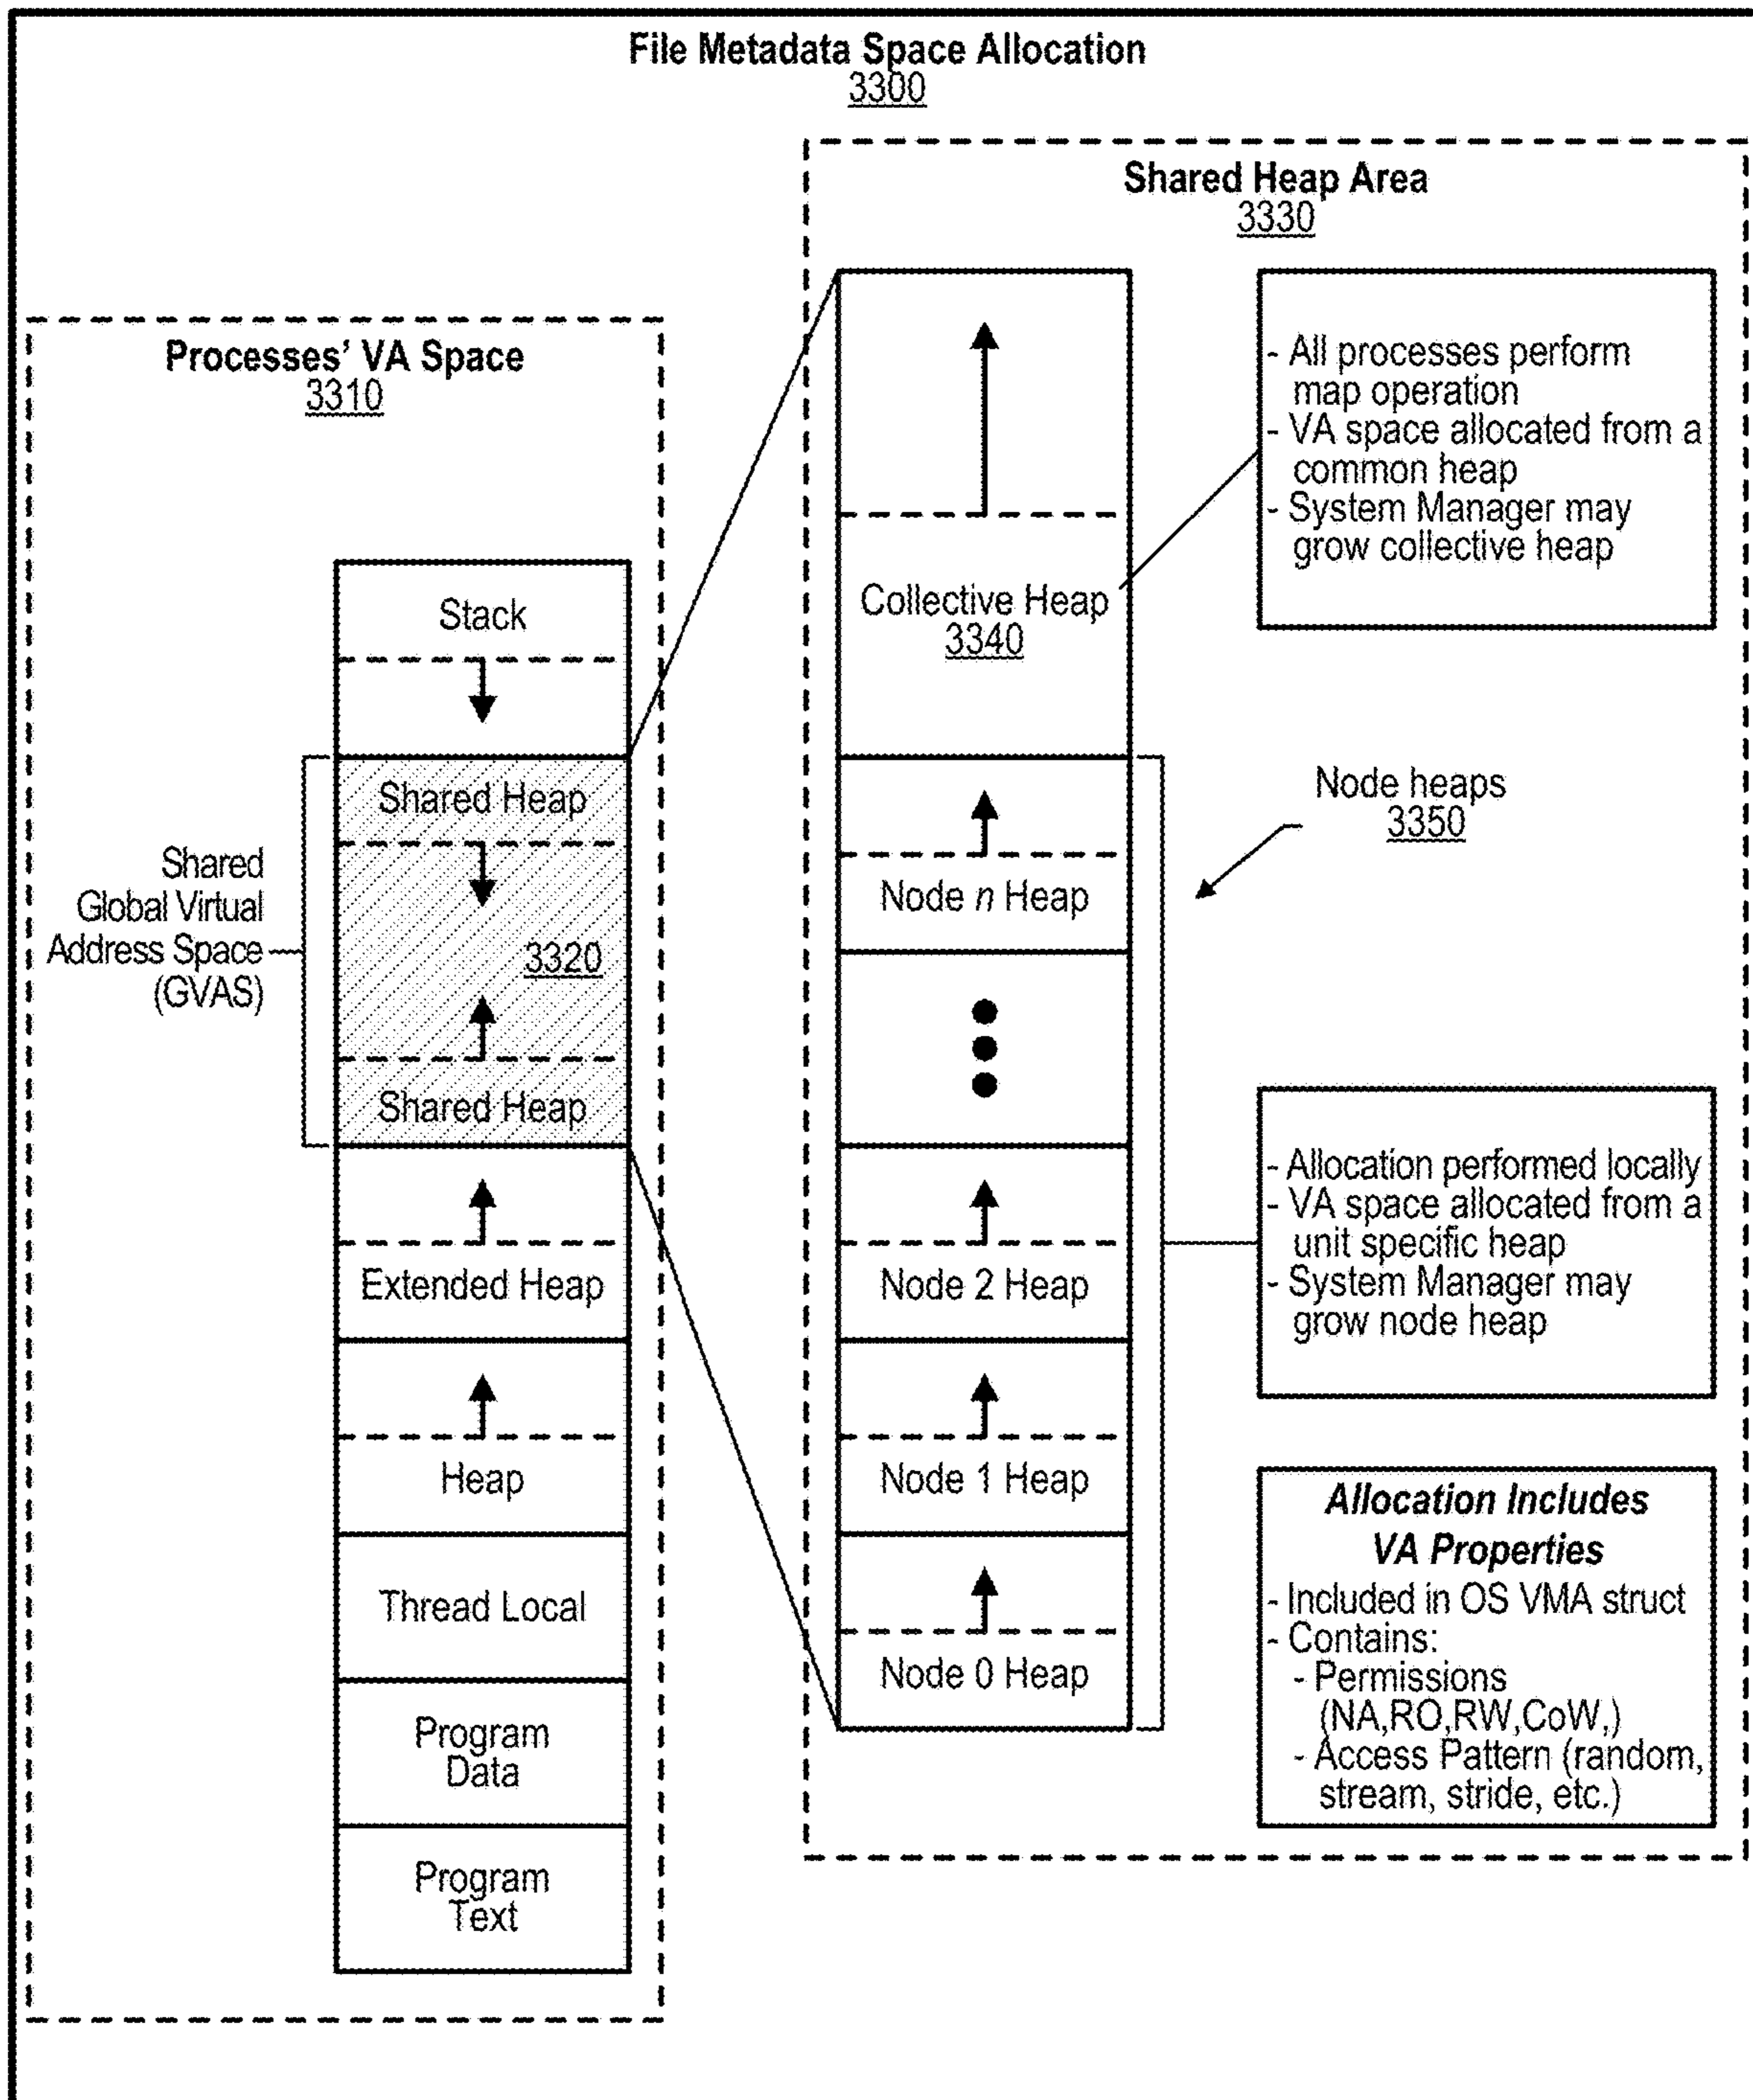 File Metadata Space Allocation
3300
Processes' VA Space
3310
Stack
Shared Heap
Shared
Global Virtual
Address Space
(GVAS)
3320
Shared Heap
Extended Heap
Heap
Thread Local
Program
Data
Program
Text
Shared Heap Area
3330
Collective Heap
3340
- All processes perform
map operation
- VA space allocated from a
common heap
- System Manager may
grow collective heap
Node heaps
3350
Node n Heap
Node 2 Heap
Node 1 Heap
Node 0 Heap
- Allocation performed locally
- VA space allocated from a
unit specific heap
- System Manager may
grow node heap
Allocation Includes
VA Properties
- Included in OS VMA struct
- Contains:
- Permissions
(NA,RO,RW,CoW,)
- Access Pattern (random,
stream, stride, etc.)